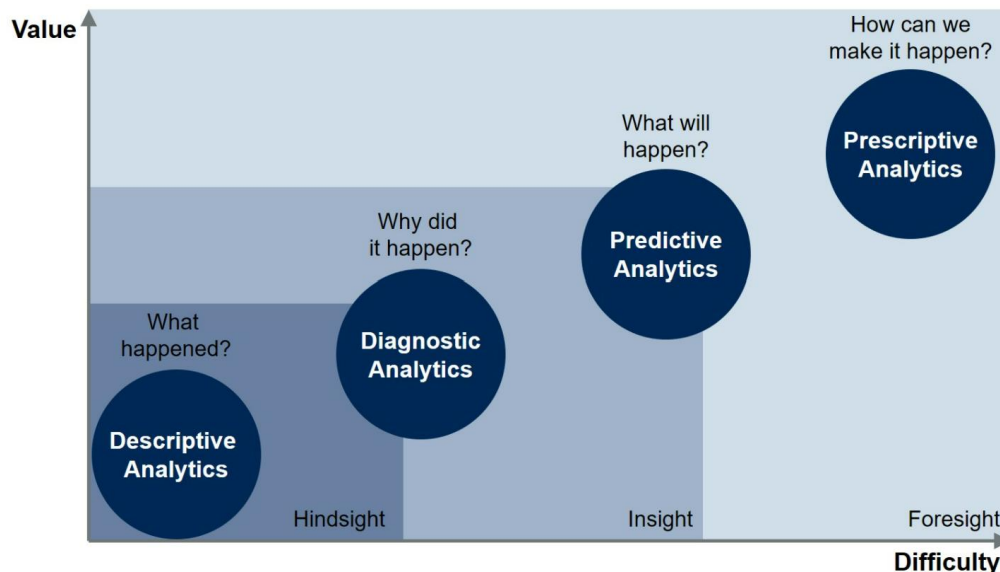 Value
How can we
make it happen?
Prescriptive
Analytics
What will
happen?
Predictive
Analytics
Why did
it happen?
Diagnostic
Analytics
What
happened?
Descriptive
Analytics
Hindsight
Insight
Foresight
Difficulty